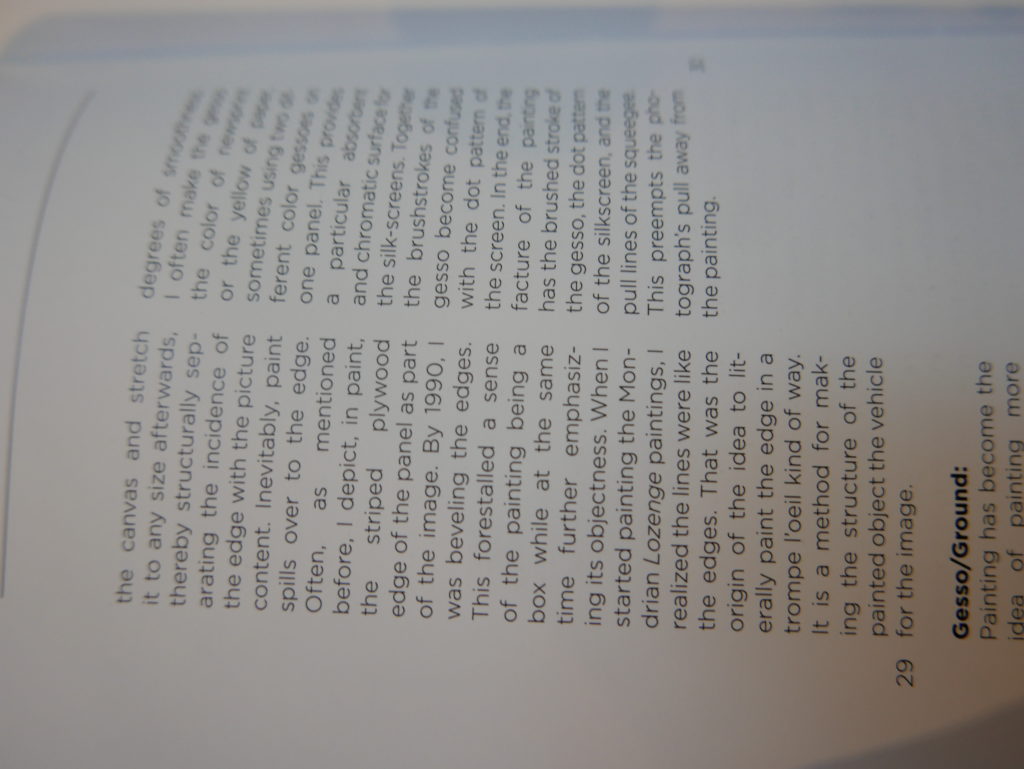 the canvas and stretch
it to any size afterwards,
thereby structurally sep-
arating the incidence of
the edge with the picture
content. Inevitably, paint
spills over to the edge.
Often, as mentioned
before, I depict, in paint,
the striped plywood
edge of the panel as part
of the image. By 1990, I
was beveling the edges.
This forestalled a sense
of the painting being a
box while at the same
time further emphasiz-
ing its objectness. When I
started painting the Mon-
drian Lozenge paintings, I
realized the lines were like
the edges. That was the
origin of the idea to lit-
erally paint the edge in a
trompe l'oeil kind of way.
It is a method for mak-
ing the structure of the
painted object the vehicle
29 for the image.
Gesso/Ground:
Painting has become the
idea of painting more
degrees of smoothness.
I often make the gesso
the color of newsprint
or the yellow of paper,
sometimes using two dif-
ferent color gessoes on
one panel. This provides
a particular absorbent
and chromatic surface for
the silk-screens. Together
the brushstrokes of the
gesso become confused
with the dot pattern of
the screen. In the end, the
facture of the painting
has the brushed stroke of
the gesso, the dot pattern
of the silkscreen, and the
pull lines of the squeegee.
This preempts the pho-
tograph's pull away from
the painting.